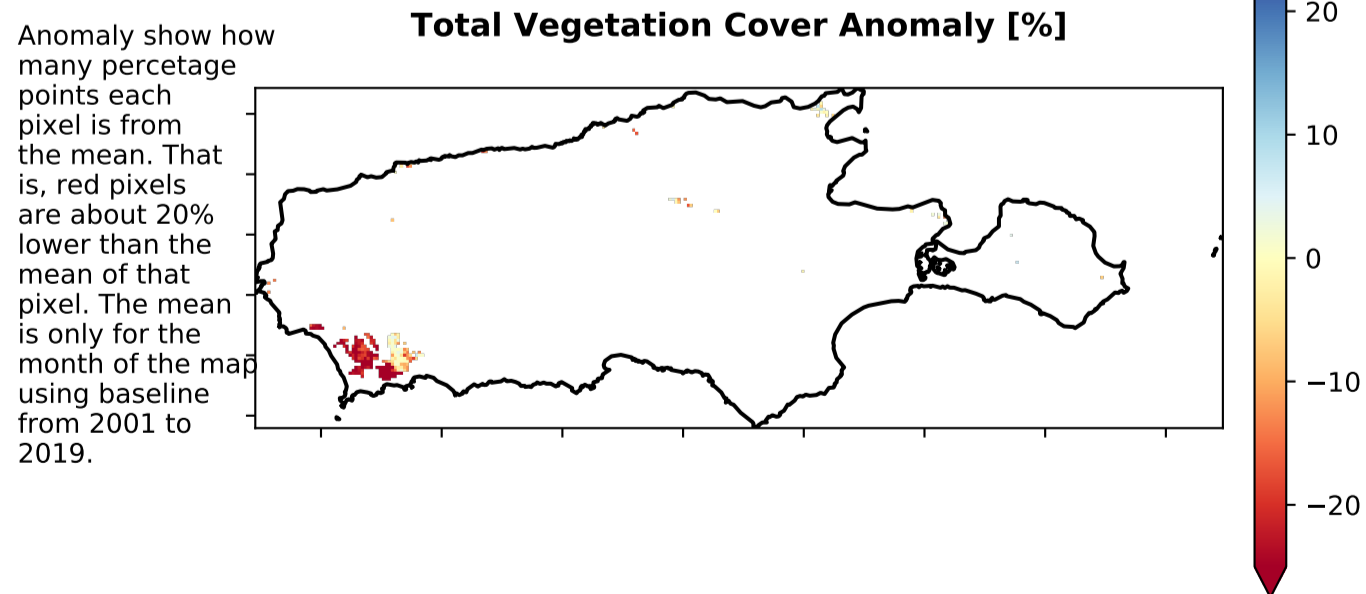 Total Vegetation Cover Anomaly [%]
Anomaly show how
many percetage
points each
pixel is from
the mean. That
is, red pixels
are about 20%
lower than the
mean of that
pixel. The mean
is only for the
month of the map
using baseline
from 2001 to
2019.
20
10
0
−10
−20